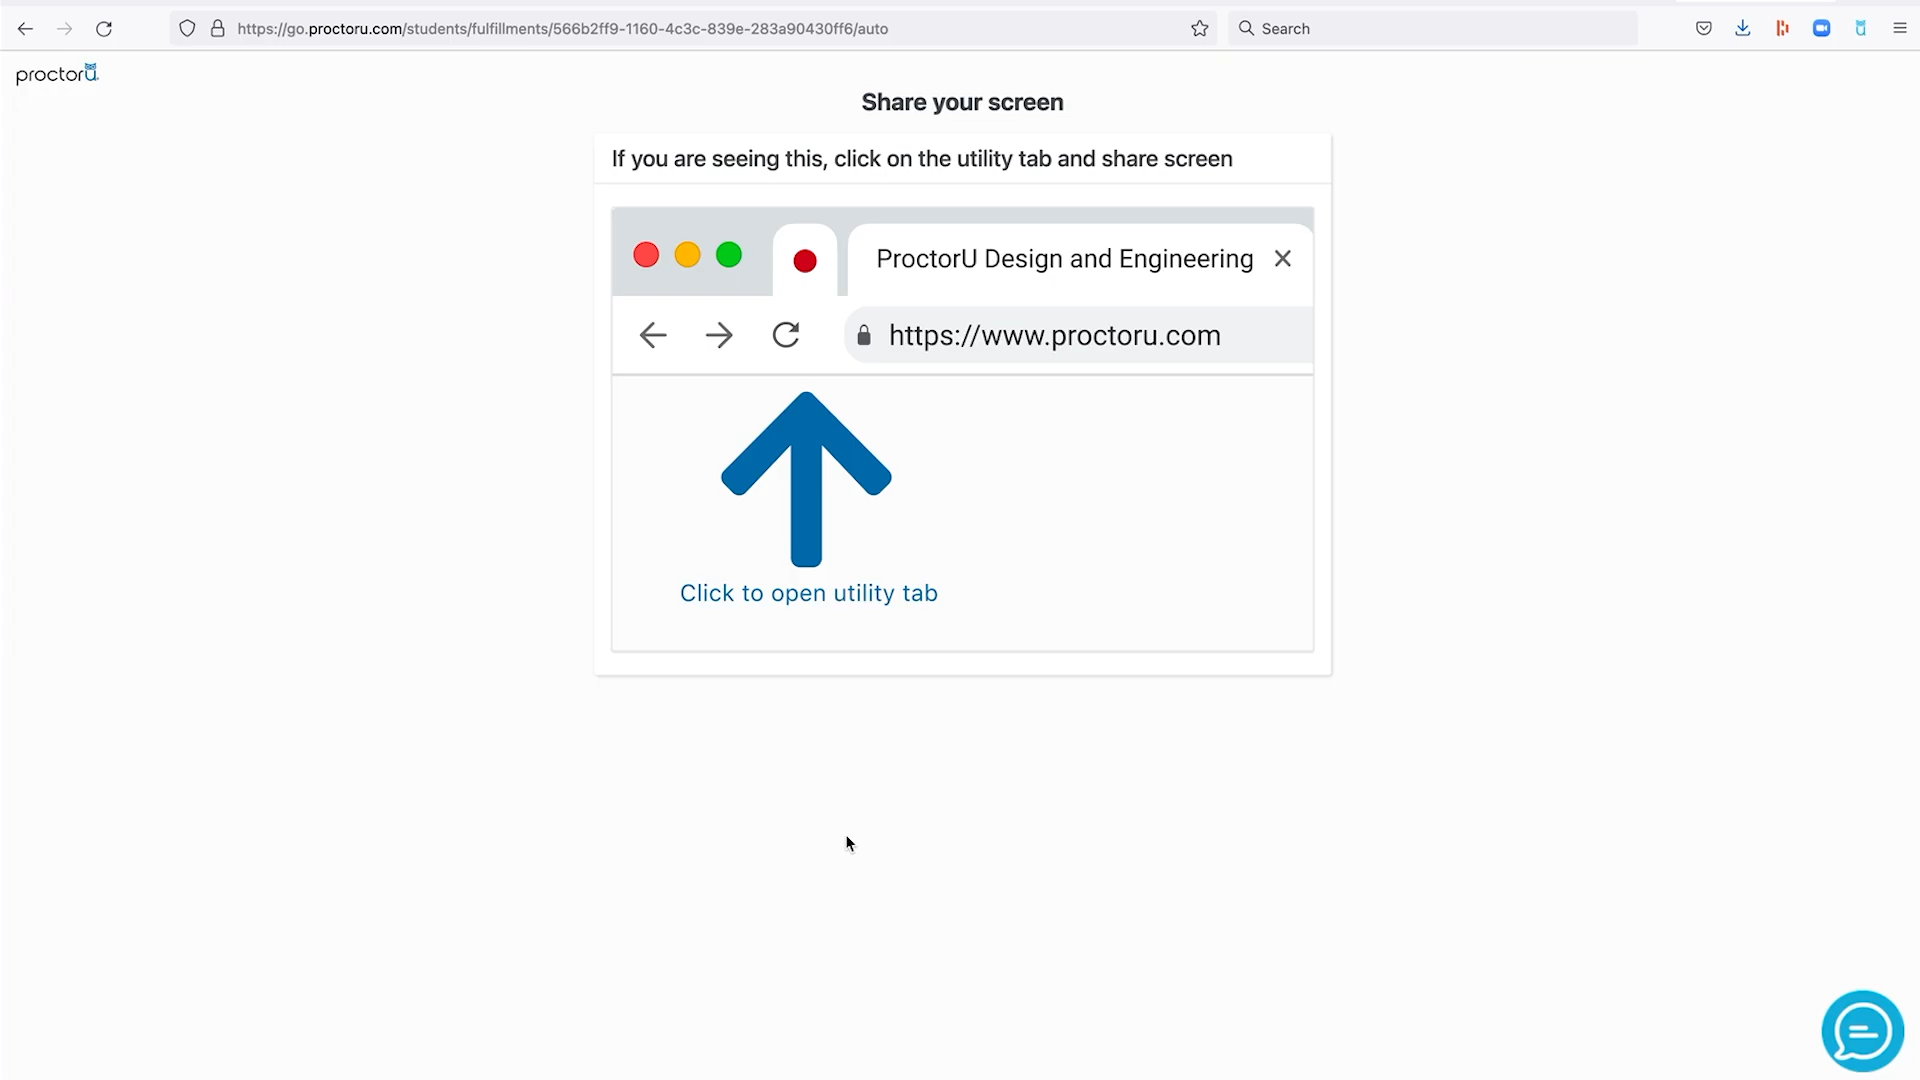 https://go.proctoru.com/students/fulfillments/566b2ff9-1160-4c3c-839e-283a90430ff6/auto
Search
proctoru
Share your screen
If you are seeing this, click on the utility tab and share screen
ProctorU Design and Engineering
https://www.proctoru.com
Click to open utility tab